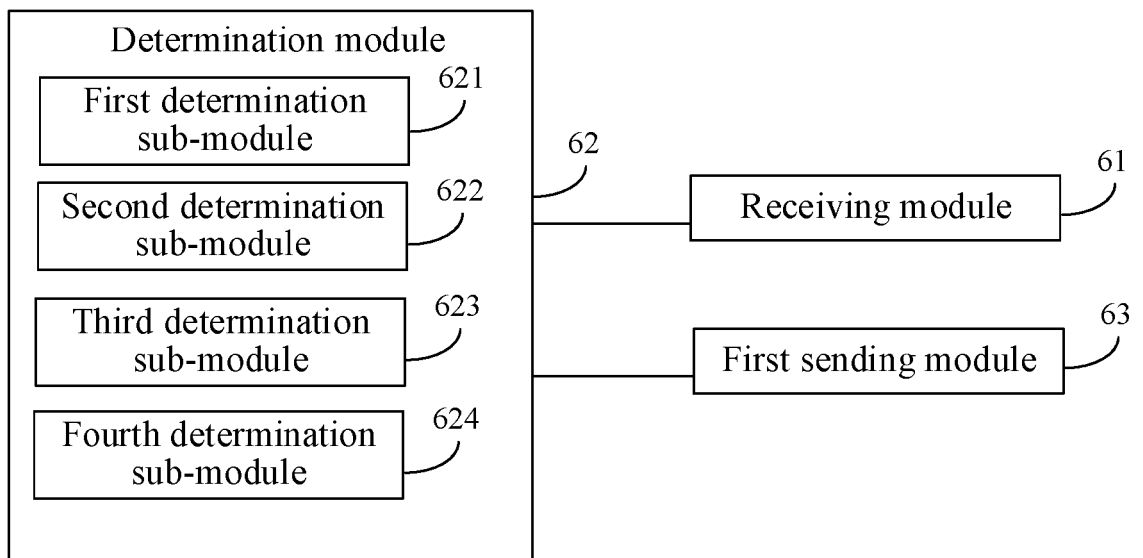 Determination module
First determination
sub-module
621
Second determination
sub-module
622
Third determination
sub-module
623
Fourth determination
sub-module
624
62
Receiving module
61
First sending module
63